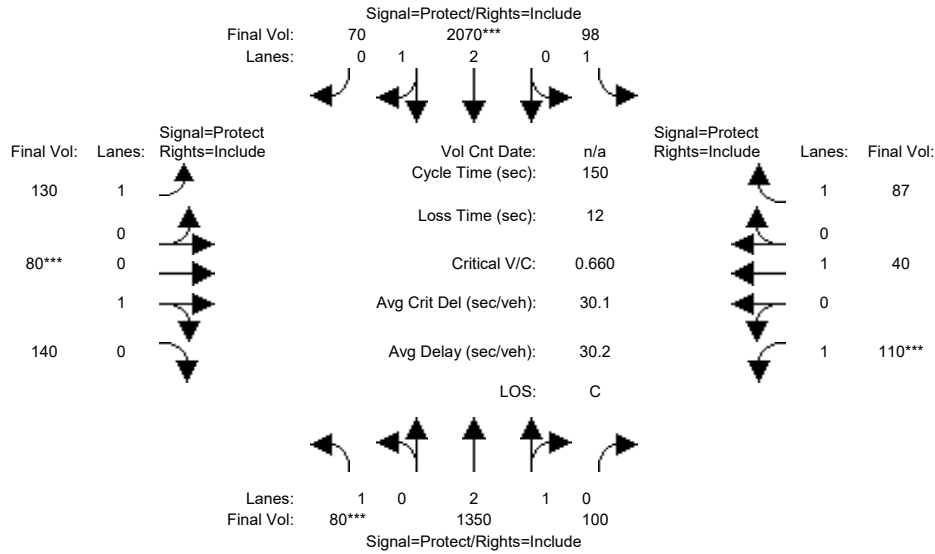 Signal=Protect/Rights=Include
Final Vol: 70 2070*** 98
Lanes: 0 1 2 0 1
Signal=Protect
Final Vol: Lanes: Rights=Include
Vol Cnt Date: n/a
Signal=Protect
Rights=Include Lanes: Final Vol:
Cycle Time (sec): 150
130 1
1 87
Loss Time (sec): 12
0
0
80*** 0
Critical V/C: 0.660
1 40
1
Avg Crit Del (sec/veh): 30.1
0
140 0
Avg Delay (sec/veh): 30.2
1 110***
LOS: C
Lanes: 1 0 2 1 0
Final Vol: 80*** 1350 100
Signal=Protect/Rights=Include